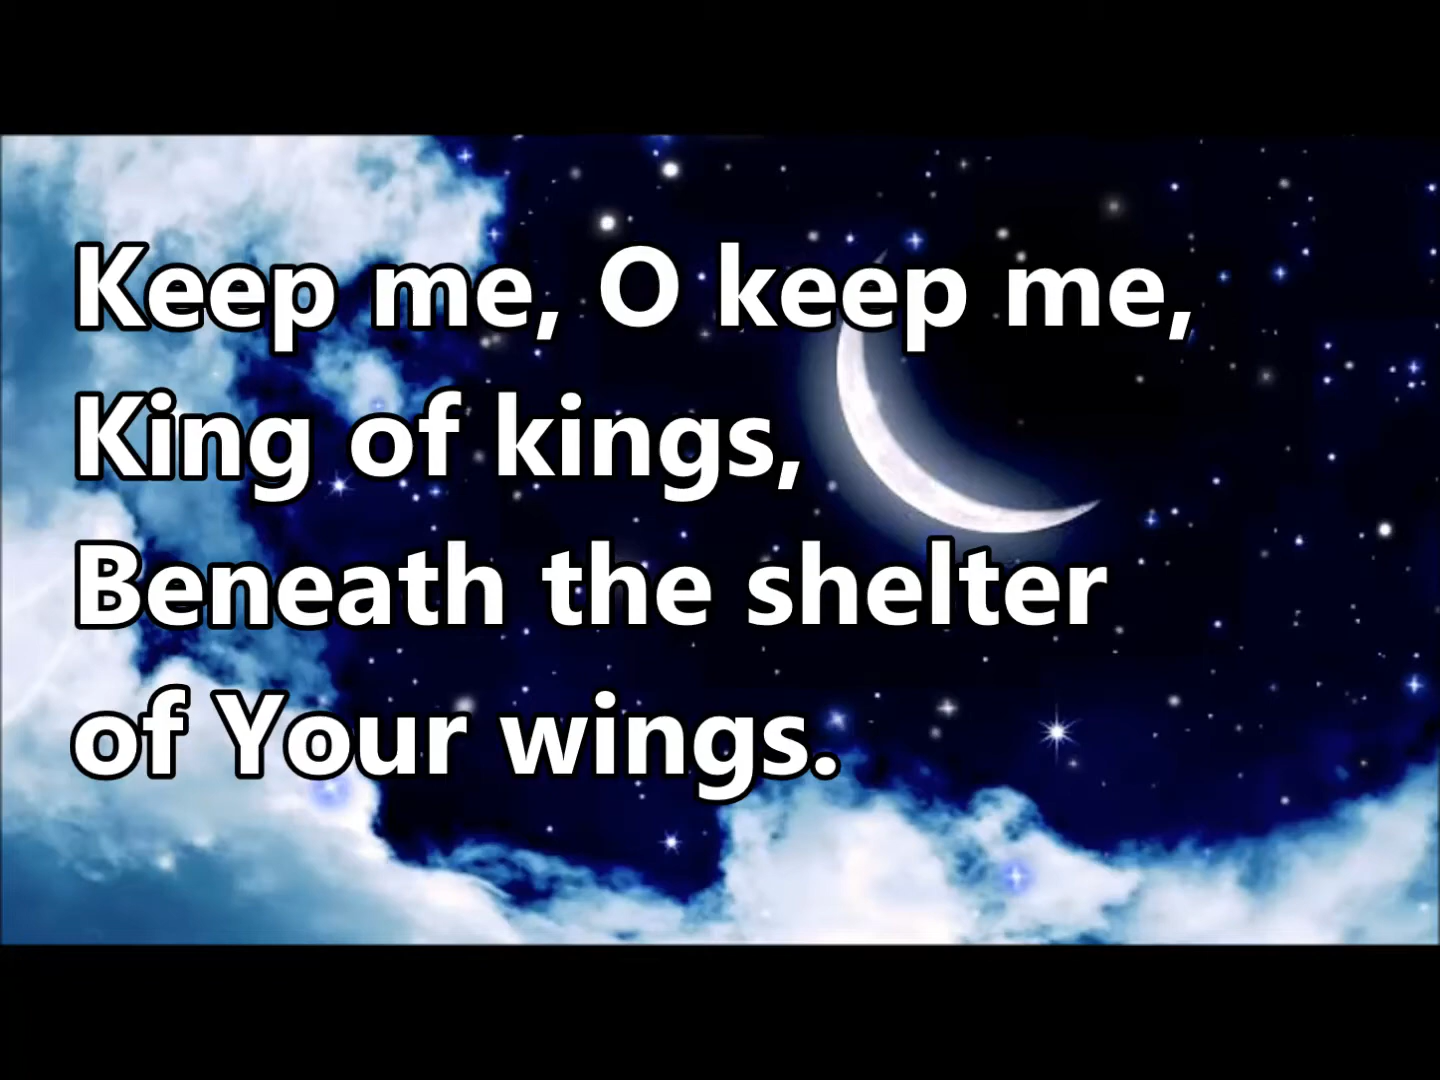 Keep me, O keep me,
King of kings,
Beneath the shelter
of Your wings.